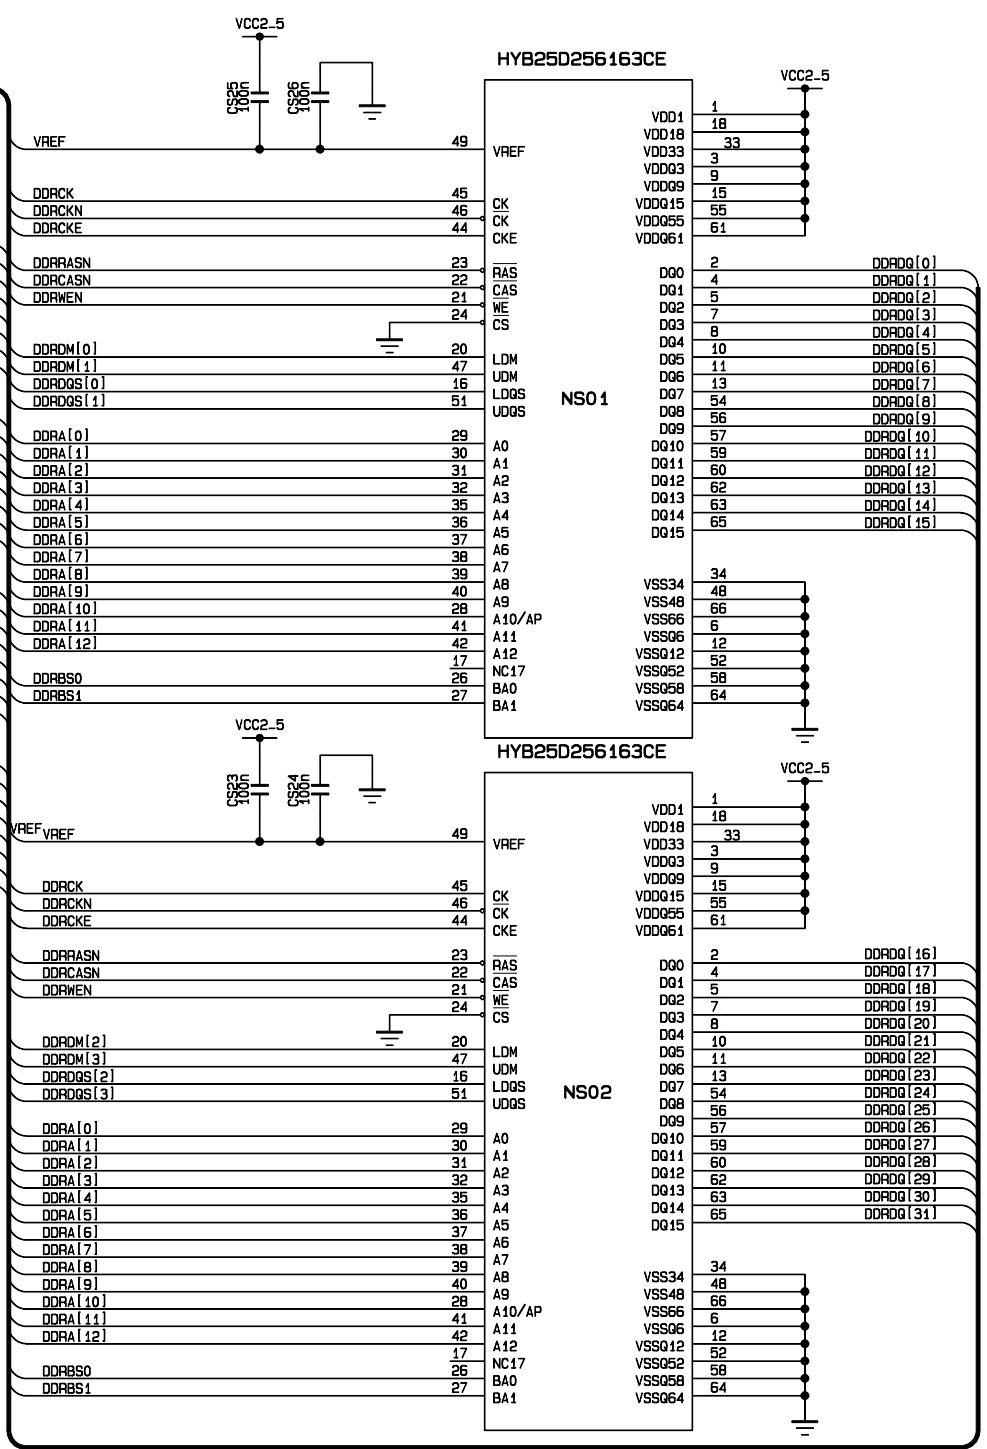 VCC2_5
HYB25D256163CE
CS25 100n
CS26 100n
VCC2_5
VREF 49 VREF
VDD1 1
VDD18 18
VDD33 33
VDDQ3 3
VDDQ9 9
VDDQ15 15
VDDQ55 55
VDDQ61 61
DDRCK 45 CK
DDRCKN 46 CK
DDRCKE 44 CKE
DDRRASN 23 RAS
DDRCASN 22 CAS
DDRWEN 21 WE
24 CS
DDRDM[0] 20 LDM
DDRDM[1] 47 UDM
DDRDQS[0] 16 LDQS
DDRDQS[1] 51 UDQS
NS01
DQ0 2 DDRDQ[0]
DQ1 4 DDRDQ[1]
DQ2 5 DDRDQ[2]
DQ3 7 DDRDQ[3]
DQ4 8 DDRDQ[4]
DQ5 10 DDRDQ[5]
DQ6 11 DDRDQ[6]
DQ7 13 DDRDQ[7]
DQ8 54 DDRDQ[8]
DQ9 56 DDRDQ[9]
DQ10 57 DDRDQ[10]
DQ11 59 DDRDQ[11]
DQ12 60 DDRDQ[12]
DQ13 62 DDRDQ[13]
DQ14 63 DDRDQ[14]
DQ15 65 DDRDQ[15]
DDRA[0] 29 A0
DDRA[1] 30 A1
DDRA[2] 31 A2
DDRA[3] 32 A3
DDRA[4] 35 A4
DDRA[5] 36 A5
DDRA[6] 37 A6
DDRA[7] 38 A7
DDRA[8] 39 A8
DDRA[9] 40 A9
DDRA[10] 28 A10/AP
DDRA[11] 41 A11
DDRA[12] 42 A12
17 NC17
DDRBS0 26 BA0
DDRBS1 27 BA1
VSS34 34
VSS48 48
VSS66 66
VSSQ6 6
VSSQ12 12
VSSQ52 52
VSSQ58 58
VSSQ64 64
VCC2_5
HYB25D256163CE
CS23 100n
CS24 100n
VCC2_5
VREF VREF 49 VREF
VDD1 1
VDD18 18
VDD33 33
VDDQ3 3
VDDQ9 9
VDDQ15 15
VDDQ55 55
VDDQ61 61
DDRCK 45 CK
DDRCKN 46 CK
DDRCKE 44 CKE
DDRRASN 23 RAS
DDRCASN 22 CAS
DDRWEN 21 WE
24 CS
DDRDM[2] 20 LDM
DDRDM[3] 47 UDM
DDRDQS[2] 16 LDQS
DDRDQS[3] 51 UDQS
NS02
DQ0 2 DDRDQ[16]
DQ1 4 DDRDQ[17]
DQ2 5 DDRDQ[18]
DQ3 7 DDRDQ[19]
DQ4 8 DDRDQ[20]
DQ5 10 DDRDQ[21]
DQ6 11 DDRDQ[22]
DQ7 13 DDRDQ[23]
DQ8 54 DDRDQ[24]
DQ9 56 DDRDQ[25]
DQ10 57 DDRDQ[26]
DQ11 59 DDRDQ[27]
DQ12 60 DDRDQ[28]
DQ13 62 DDRDQ[29]
DQ14 63 DDRDQ[30]
DQ15 65 DDRDQ[31]
DDRA[0] 29 A0
DDRA[1] 30 A1
DDRA[2] 31 A2
DDRA[3] 32 A3
DDRA[4] 35 A4
DDRA[5] 36 A5
DDRA[6] 37 A6
DDRA[7] 38 A7
DDRA[8] 39 A8
DDRA[9] 40 A9
DDRA[10] 28 A10/AP
DDRA[11] 41 A11
DDRA[12] 42 A12
17 NC17
DDRBS0 26 BA0
DDRBS1 27 BA1
VSS34 34
VSS48 48
VSS66 66
VSSQ6 6
VSSQ12 12
VSSQ52 52
VSSQ58 58
VSSQ64 64